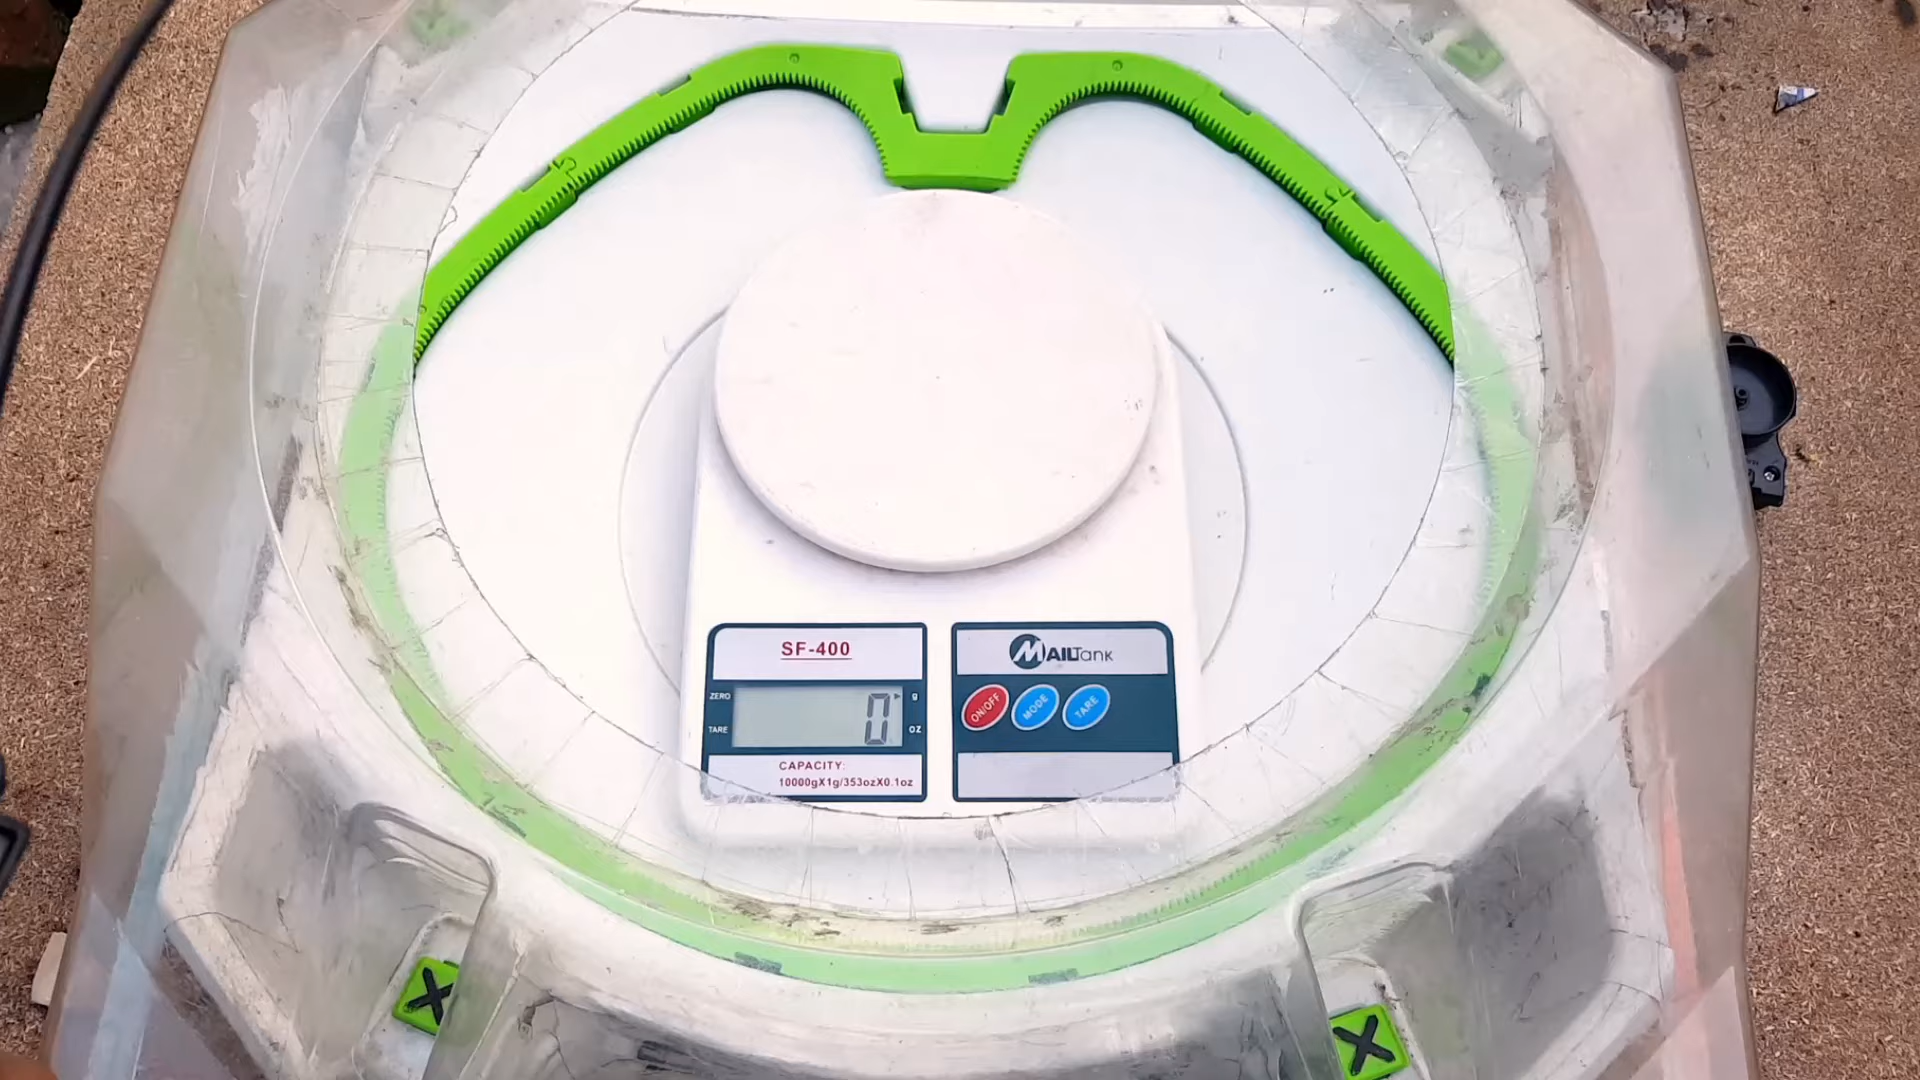 SF-400
ZERO
g
0
TARE
OZ
CAPACITY:
10000gX1g/353ozX0.1oz
MAILTank
ON/OFF
MODE
TARE
X
X